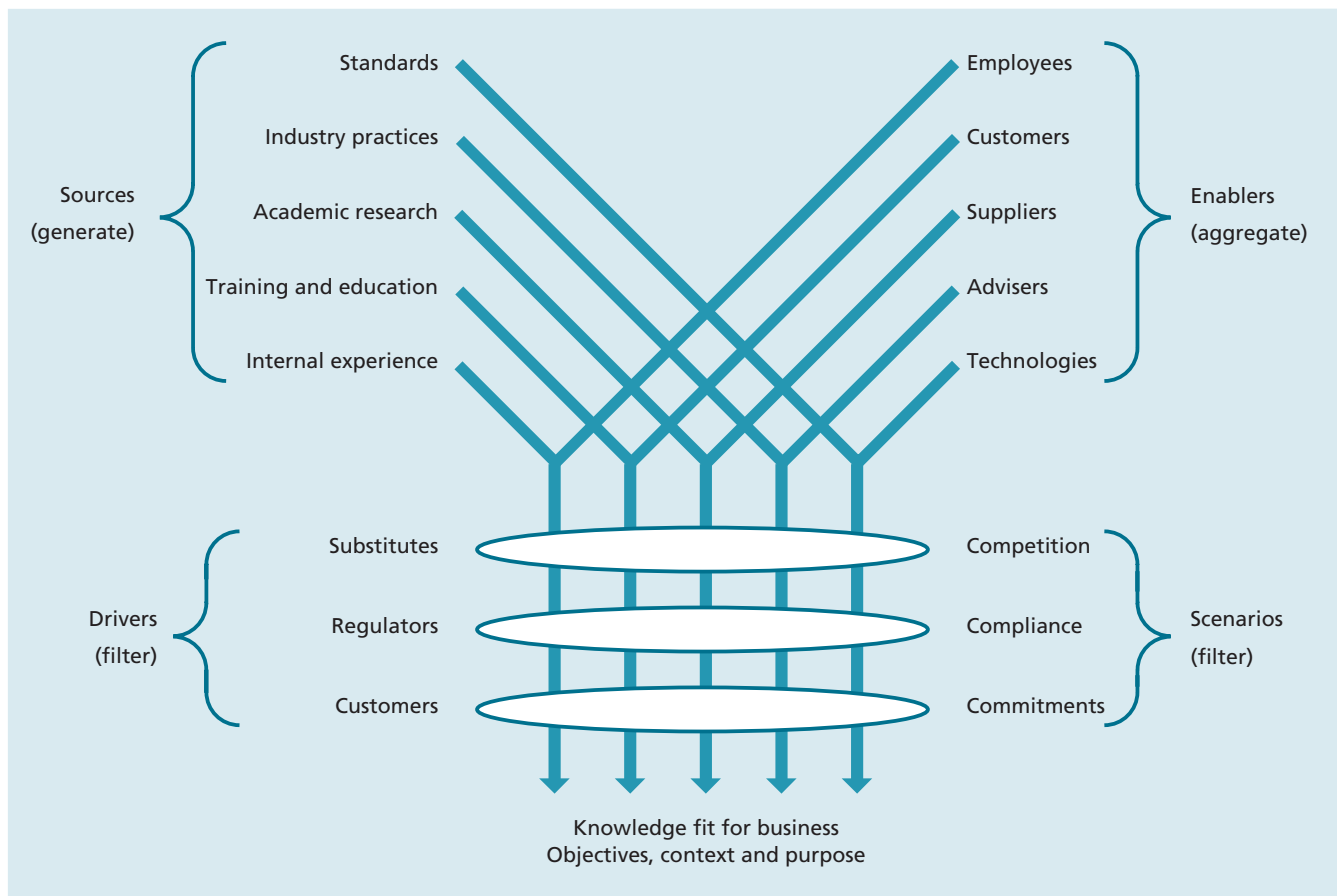 Sources
(generate)
Standards
Industry practices
Academic research
Training and education
Internal experience
Employees
Customers
Suppliers
Advisers
Technologies
Enablers
(aggregate)
Drivers
(filter)
Substitutes
Regulators
Customers
Competition
Compliance
Commitments
Scenarios
(filter)
Knowledge fit for business
Objectives, context and purpose